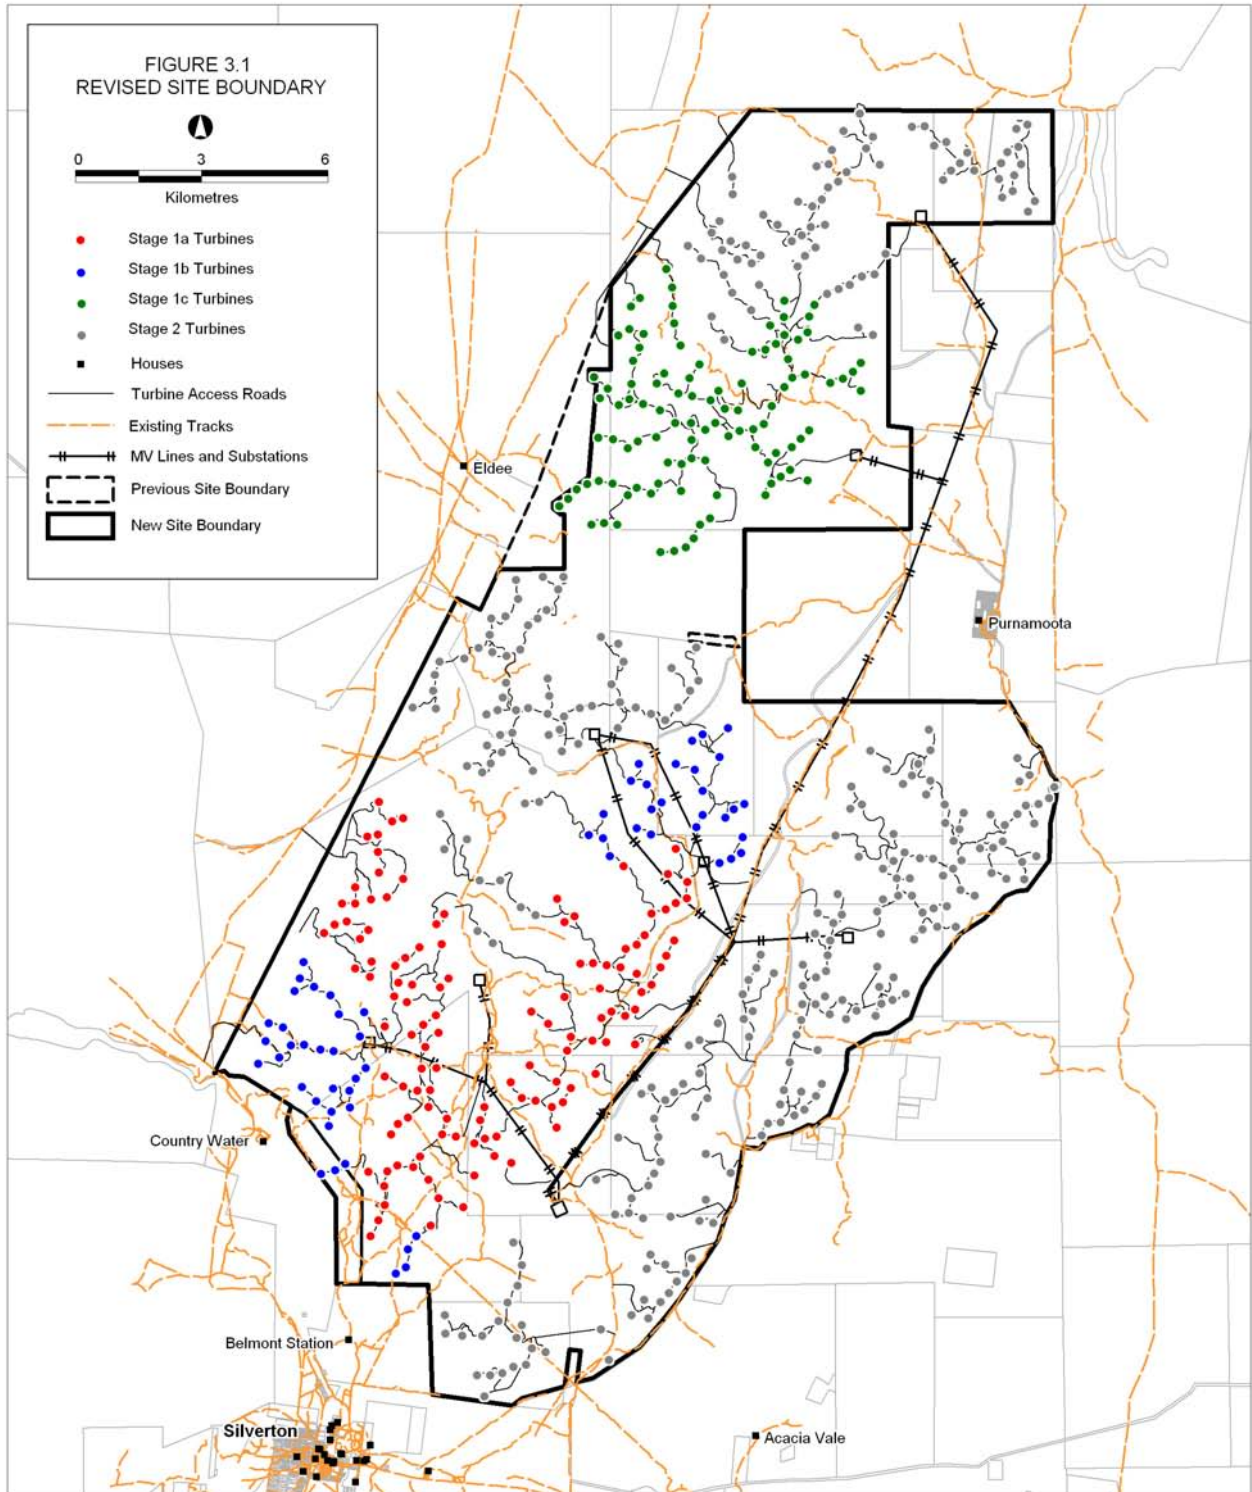 FIGURE 3.1
REVISED SITE BOUNDARY
0 3 6
Kilometres
Stage 1a Turbines
Stage 1b Turbines
Stage 1c Turbines
Stage 2 Turbines
Houses
Turbine Access Roads
Existing Tracks
MV Lines and Substations
Previous Site Boundary
New Site Boundary
Eldee
Purnamoota
Country Water
Belmont Station
Silverton
Acacia Vale